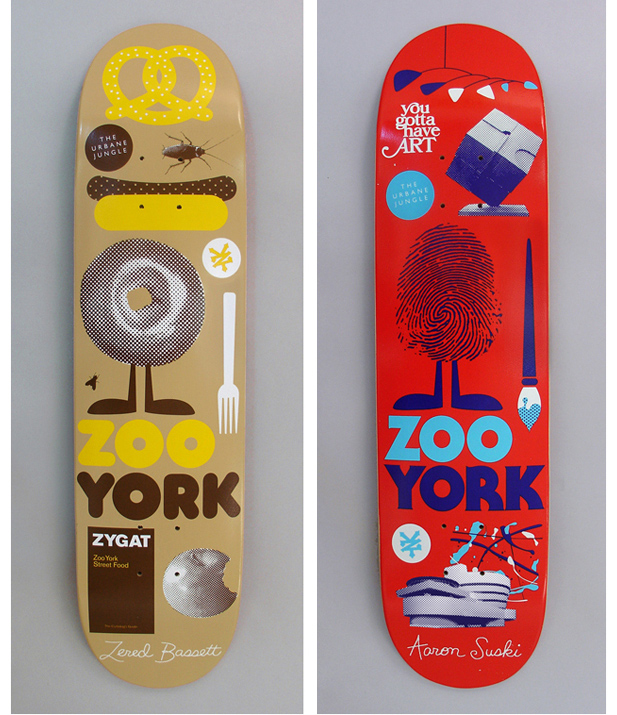 THE
URBANE
JUNGLE
ZOO
YORK
ZYGAT
Zoo York
Street Food
Zered Bassett
you
gotta
have
ART
THE
URBANE
JUNGLE
ZOO
YORK
Aaron Suski